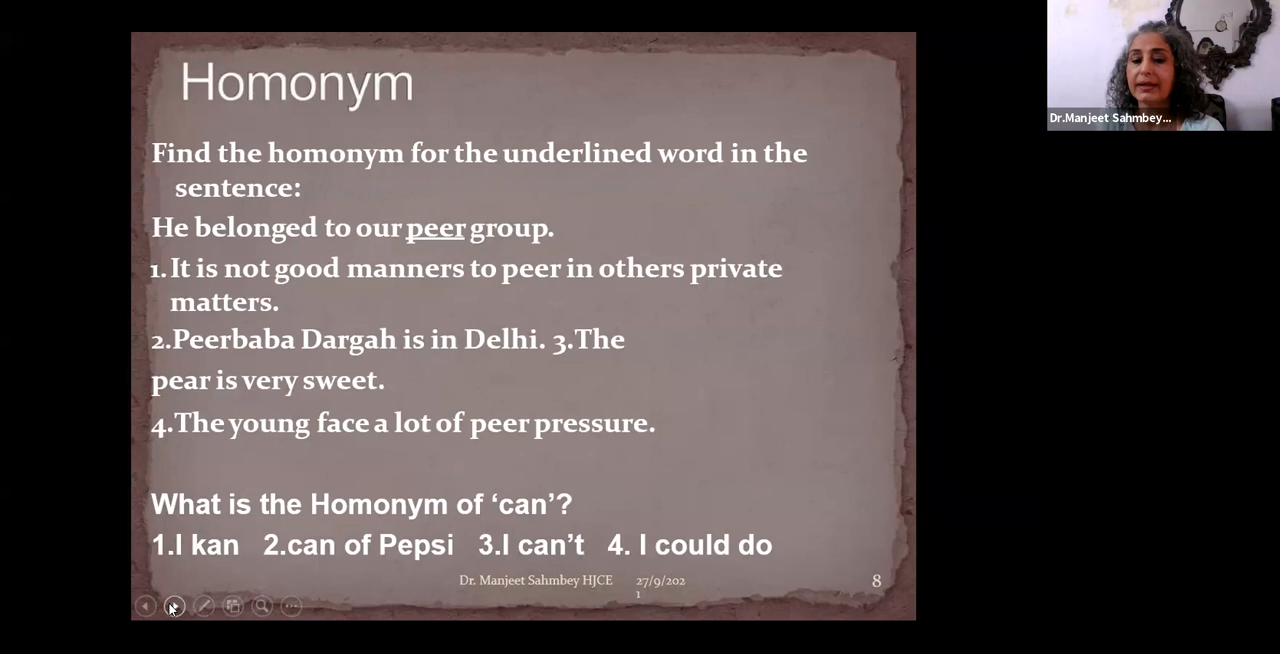 Homonym
Dr.Manjeet Sahmbey...
Find the homonym for the underlined word in the
sentence:
He belonged to our peer group.
1. It is not good manners to peer in others private
matters.
2.Peerbaba Dargah is in Delhi. 3.The
pear is very sweet.
4.The young face a lot of peer pressure.
What is the Homonym of ‘can’?
1.I kan 2.can of Pepsi 3.I can’t 4. I could do
Dr. Manjeet Sahmbey HJCE 27/9/202
1
8